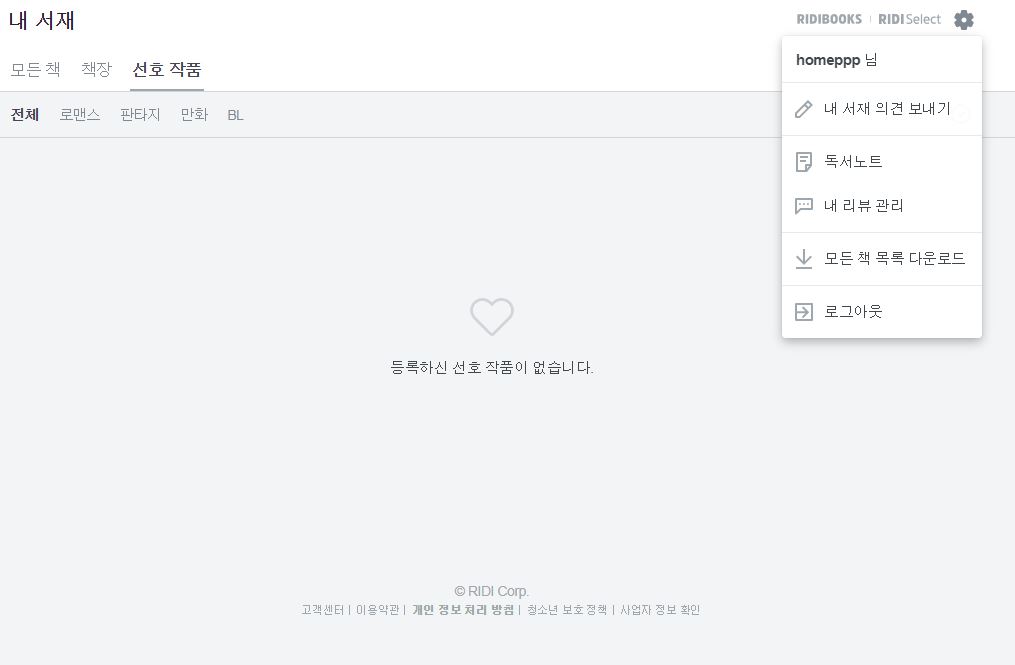 내 서재
RIDIBOOKS RIDISelect
모든 책 책장 선호 작품
전체 로맨스 판타지 만화 BL
homeppp 님
내 서재 의견 보내기
독서노트
내 리뷰 관리
모든 책 목록 다운로드
로그아웃
등록하신 선호 작품이 없습니다.
© RIDI Corp.
고객센터 | 이용약관 | 개인 정보 처리 방침 | 청소년 보호 정책 | 사업자 정보 확인